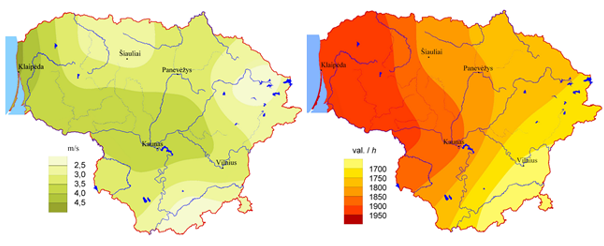 Klaipėda
Šiauliai
Panevėžys
Kaunas
Vilnius
m/s
2,5
3,0
3,5
4,0
4,5
Klaipėda
Šiauliai
Panevėžys
Kaunas
Vilnius
val. / h
1700
1750
1800
1850
1900
1950